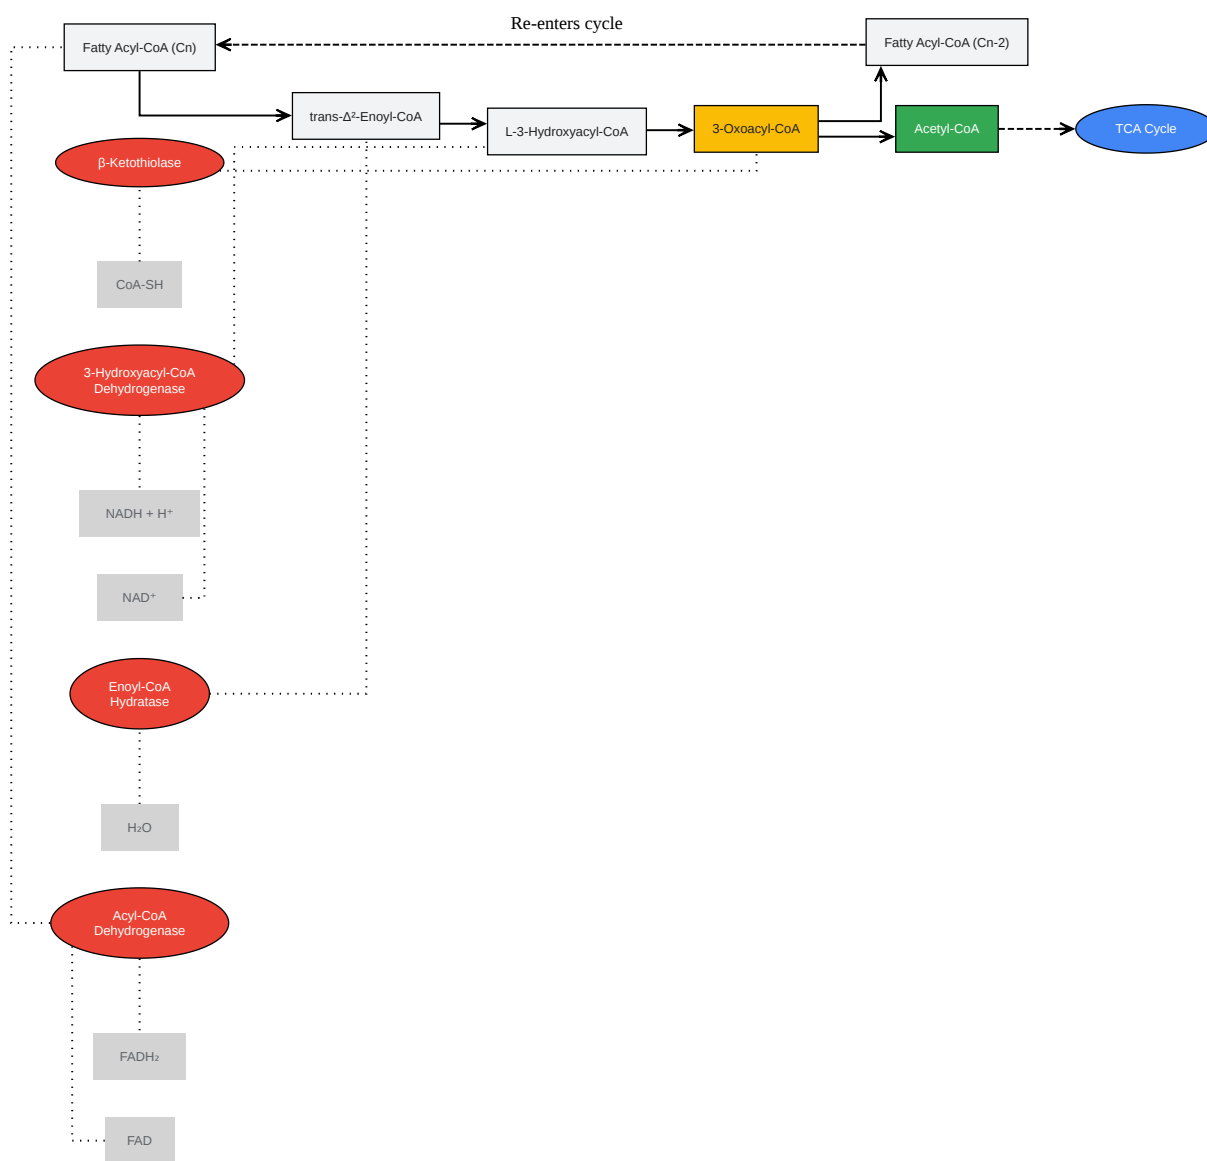 Re-enters cycle
Fatty Acyl-CoA (Cn)
Fatty Acyl-CoA (Cn-2)
trans-Δ²-Enoyl-CoA
L-3-Hydroxyacyl-CoA
3-Oxoacyl-CoA
Acetyl-CoA
TCA Cycle
β-Ketothiolase
CoA-SH
3-Hydroxyacyl-CoA
Dehydrogenase
NADH + H⁺
NAD⁺
Enoyl-CoA
Hydratase
H₂O
Acyl-CoA
Dehydrogenase
FADH₂
FAD